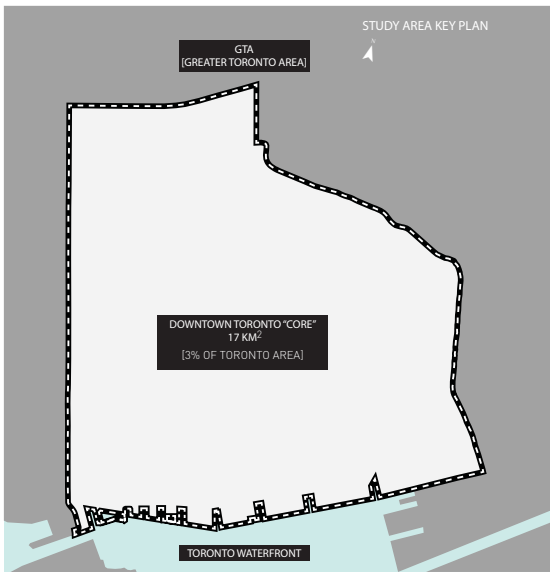 STUDY AREA KEY PLAN
N
GTA
[GREATER TORONTO AREA]
DOWNTOWN TORONTO “CORE”
17 KM²
[3% OF TORONTO AREA]
TORONTO WATERFRONT